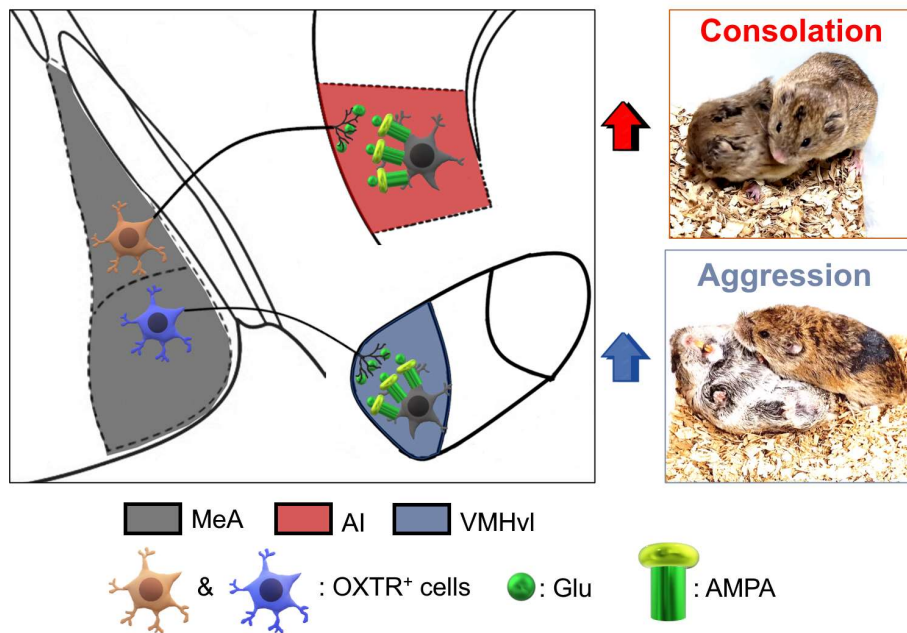 Consolation
Aggression
MeA AI VMHvl
& : OXTR⁺ cells : Glu : AMPA